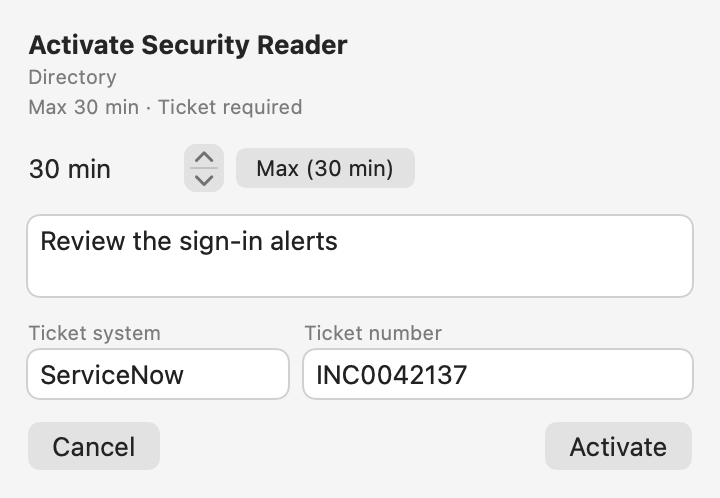 Activate Security Reader
Directory
Max 30 min · Ticket required
30 min
Max (30 min)
Review the sign-in alerts
Ticket system
Ticket number
ServiceNow
INC0042137
Cancel
Activate